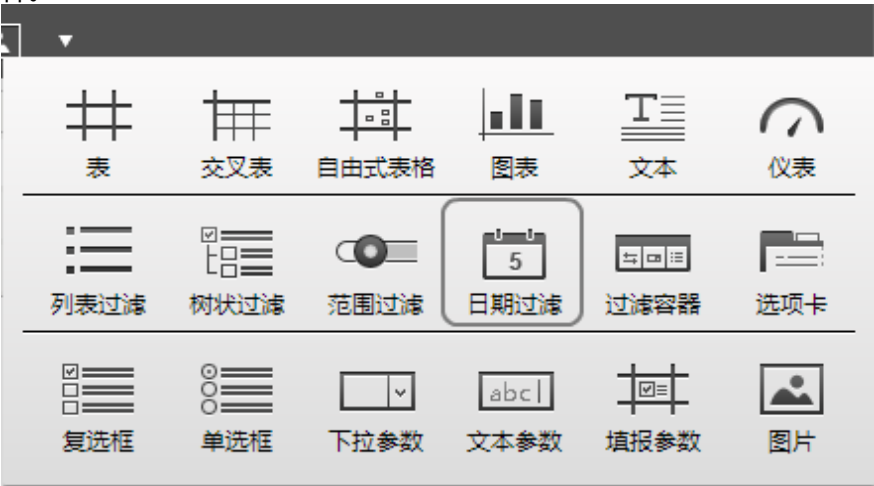 表 交叉表 自由式表格 图表 文本 仪表
5
列表过滤 树状过滤 范围过滤 日期过滤 过滤容器 选项卡
abc
复选框 单选框 下拉参数 文本参数 填报参数 图片